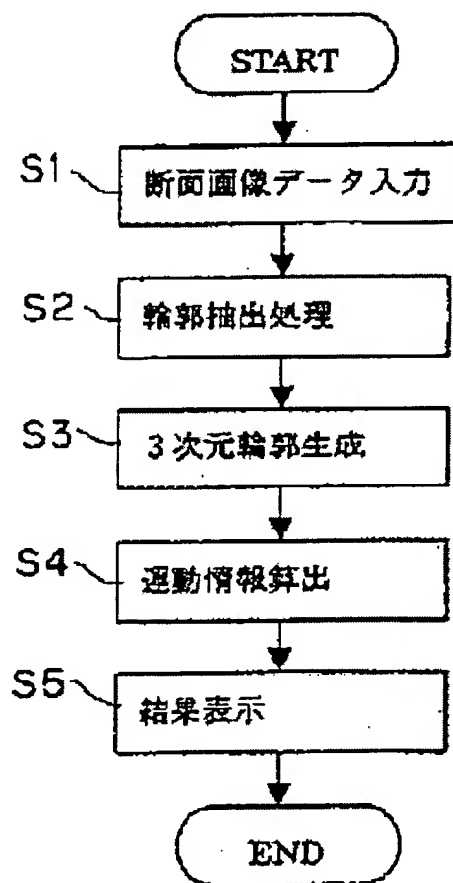 START
S1 断面画像データ入力
S2 輪郭抽出処理
S3 3次元輪郭生成
S4 運動情報算出
S5 結果表示
END